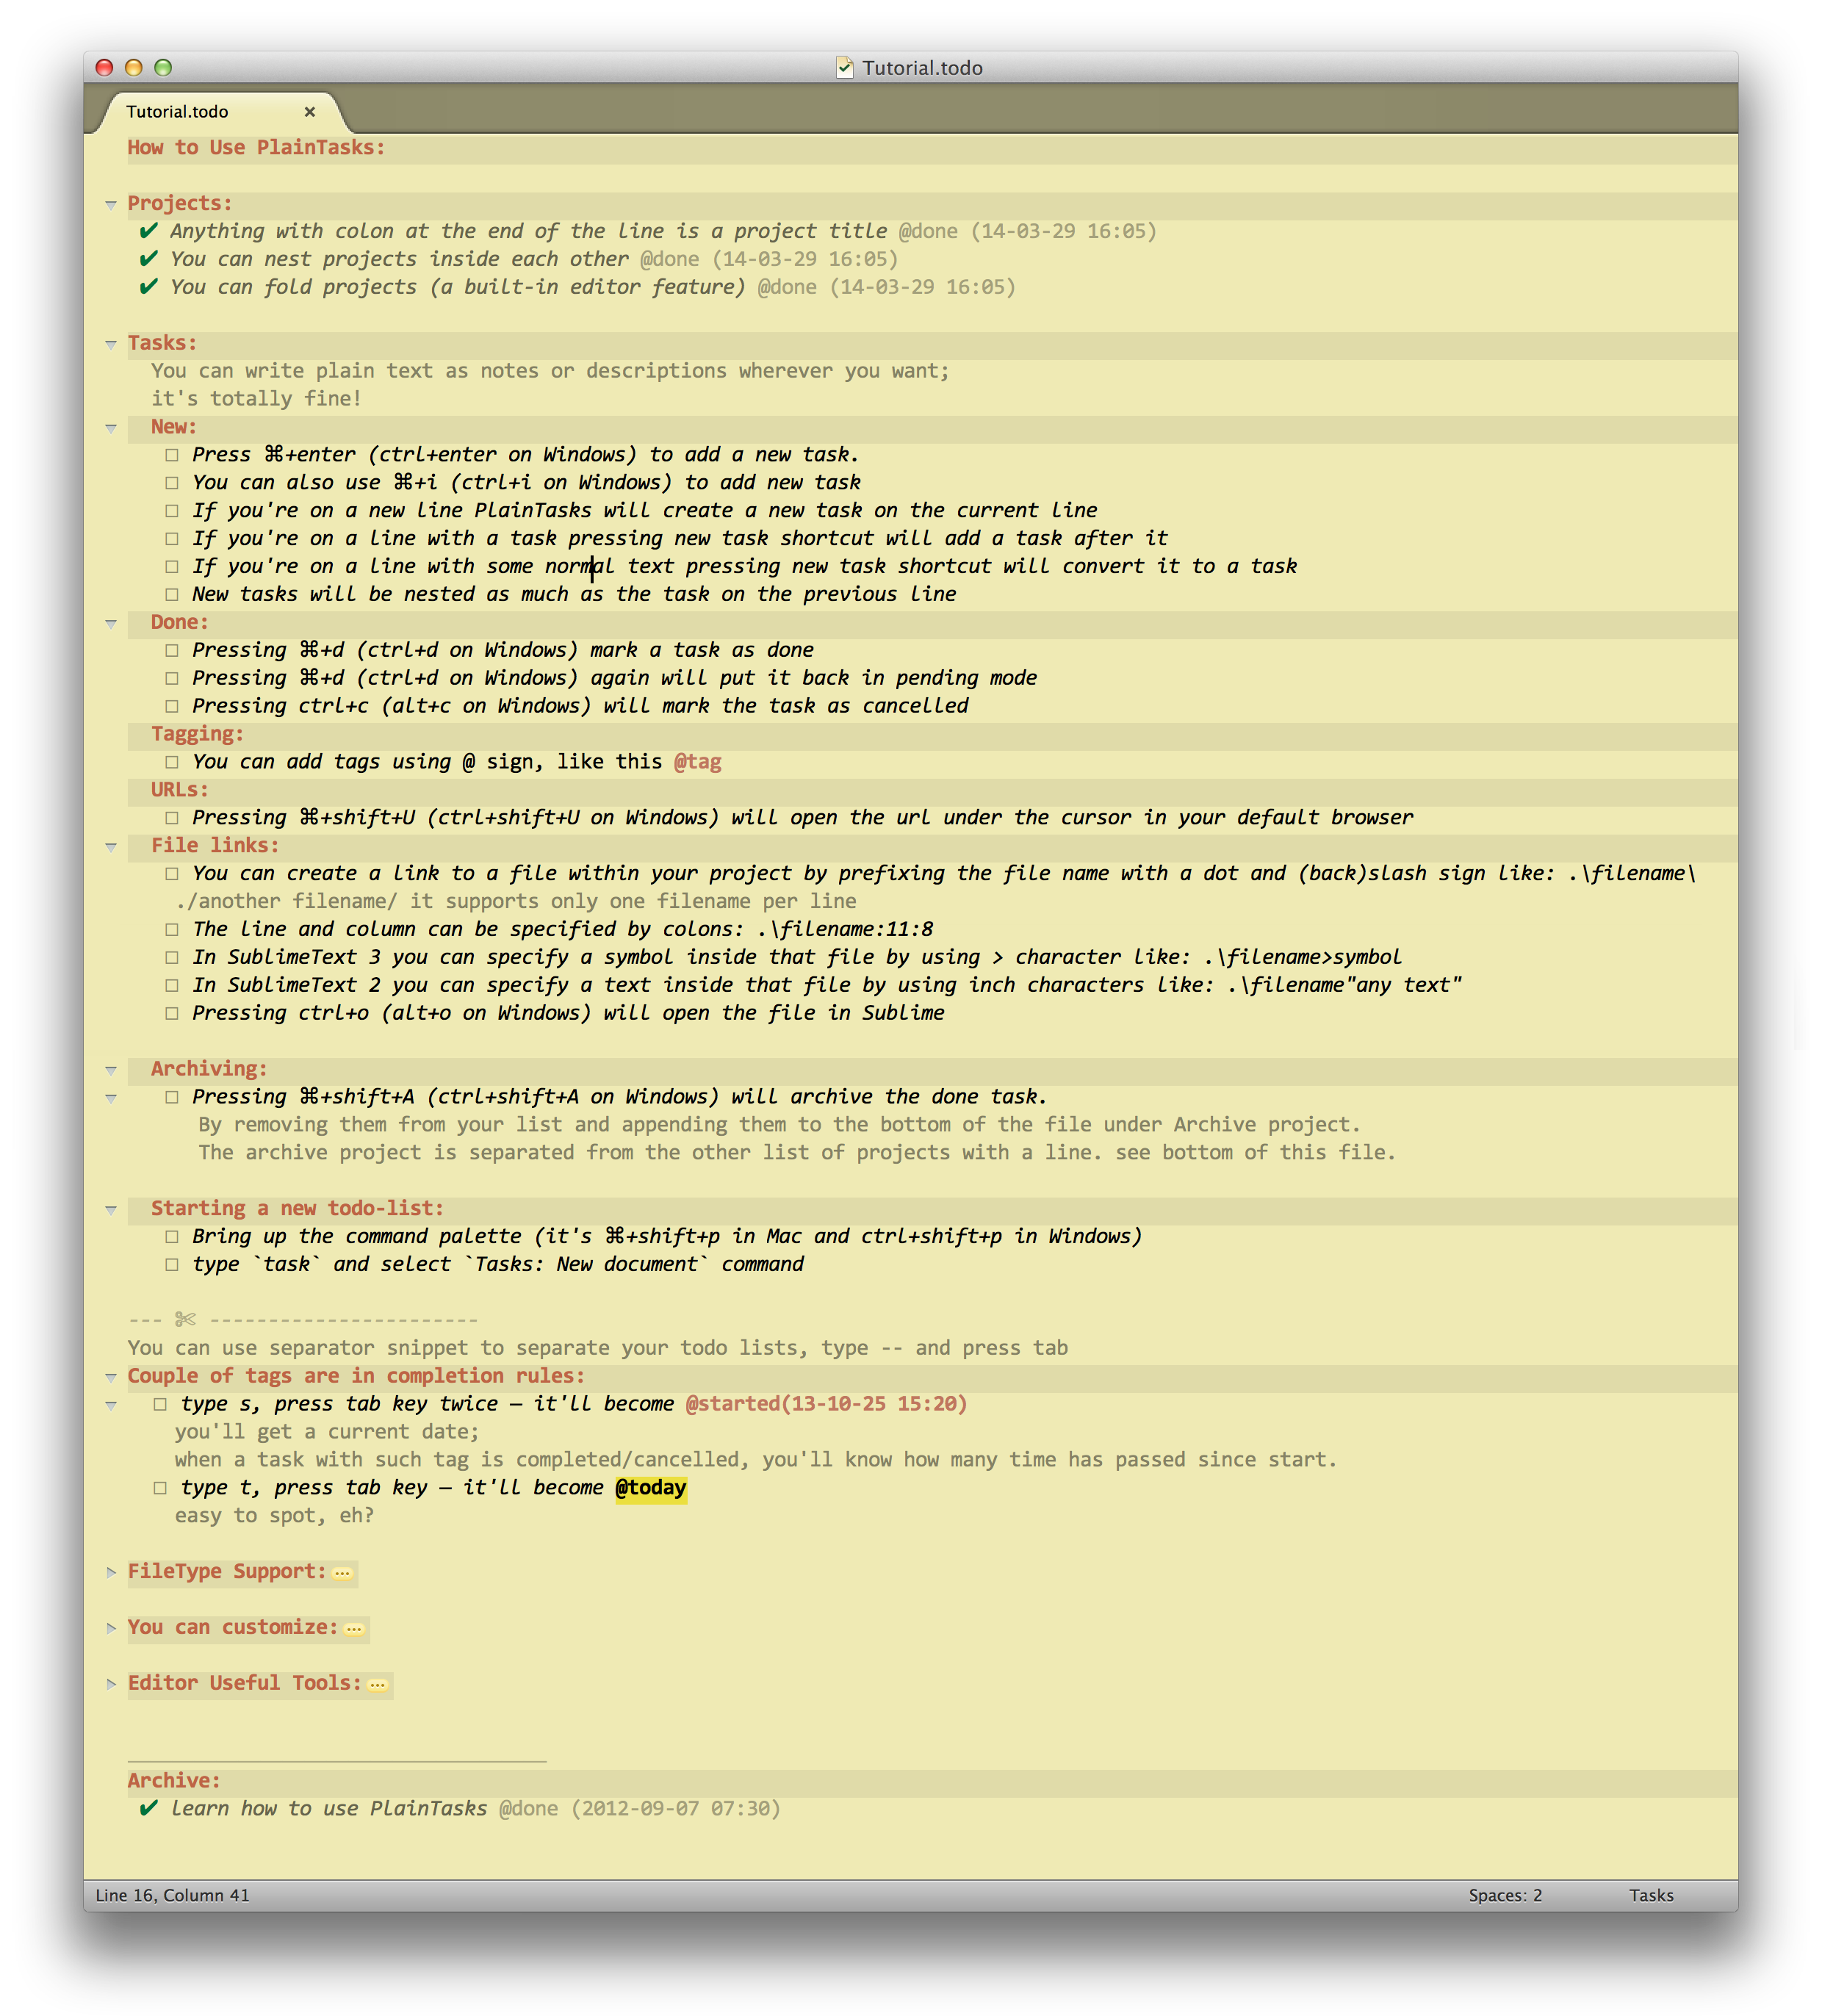 Tutorial.todo
Tutorial.todo ×
How to Use PlainTasks:
Projects:
✔ Anything with colon at the end of the line is a project title @done (14-03-29 16:05)
✔ You can nest projects inside each other @done (14-03-29 16:05)
✔ You can fold projects (a built-in editor feature) @done (14-03-29 16:05)
Tasks:
You can write plain text as notes or descriptions wherever you want;
it's totally fine!
New:
☐ Press ⌘+enter (ctrl+enter on Windows) to add a new task.
☐ You can also use ⌘+i (ctrl+i on Windows) to add new task
☐ If you're on a new line PlainTasks will create a new task on the current line
☐ If you're on a line with a task pressing new task shortcut will add a task after it
☐ If you're on a line with some normal text pressing new task shortcut will convert it to a task
☐ New tasks will be nested as much as the task on the previous line
Done:
☐ Pressing ⌘+d (ctrl+d on Windows) mark a task as done
☐ Pressing ⌘+d (ctrl+d on Windows) again will put it back in pending mode
☐ Pressing ctrl+c (alt+c on Windows) will mark the task as cancelled
Tagging:
☐ You can add tags using @ sign, like this @tag
URLs:
☐ Pressing ⌘+shift+U (ctrl+shift+U on Windows) will open the url under the cursor in your default browser
File links:
☐ You can create a link to a file within your project by prefixing the file name with a dot and (back)slash sign like: .\filename\
./another filename/ it supports only one filename per line
☐ The line and column can be specified by colons: .\filename:11:8
☐ In SublimeText 3 you can specify a symbol inside that file by using > character like: .\filename>symbol
☐ In SublimeText 2 you can specify a text inside that file by using inch characters like: .\filename"any text"
☐ Pressing ctrl+o (alt+o on Windows) will open the file in Sublime
Archiving:
☐ Pressing ⌘+shift+A (ctrl+shift+A on Windows) will archive the done task.
By removing them from your list and appending them to the bottom of the file under Archive project.
The archive project is separated from the other list of projects with a line. see bottom of this file.
Starting a new todo-list:
☐ Bring up the command palette (it's ⌘+shift+p in Mac and ctrl+shift+p in Windows)
☐ type `task` and select `Tasks: New document` command
--- ✄ -----------------------
You can use separator snippet to separate your todo lists, type -- and press tab
Couple of tags are in completion rules:
☐ type s, press tab key twice — it'll become @started(13-10-25 15:20)
you'll get a current date;
when a task with such tag is completed/cancelled, you'll know how many time has passed since start.
☐ type t, press tab key — it'll become @today
easy to spot, eh?
FileType Support: ...
You can customize: ...
Editor Useful Tools: ...
Archive:
✔ learn how to use PlainTasks @done (2012-09-07 07:30)
Line 16, Column 41 Spaces: 2 Tasks